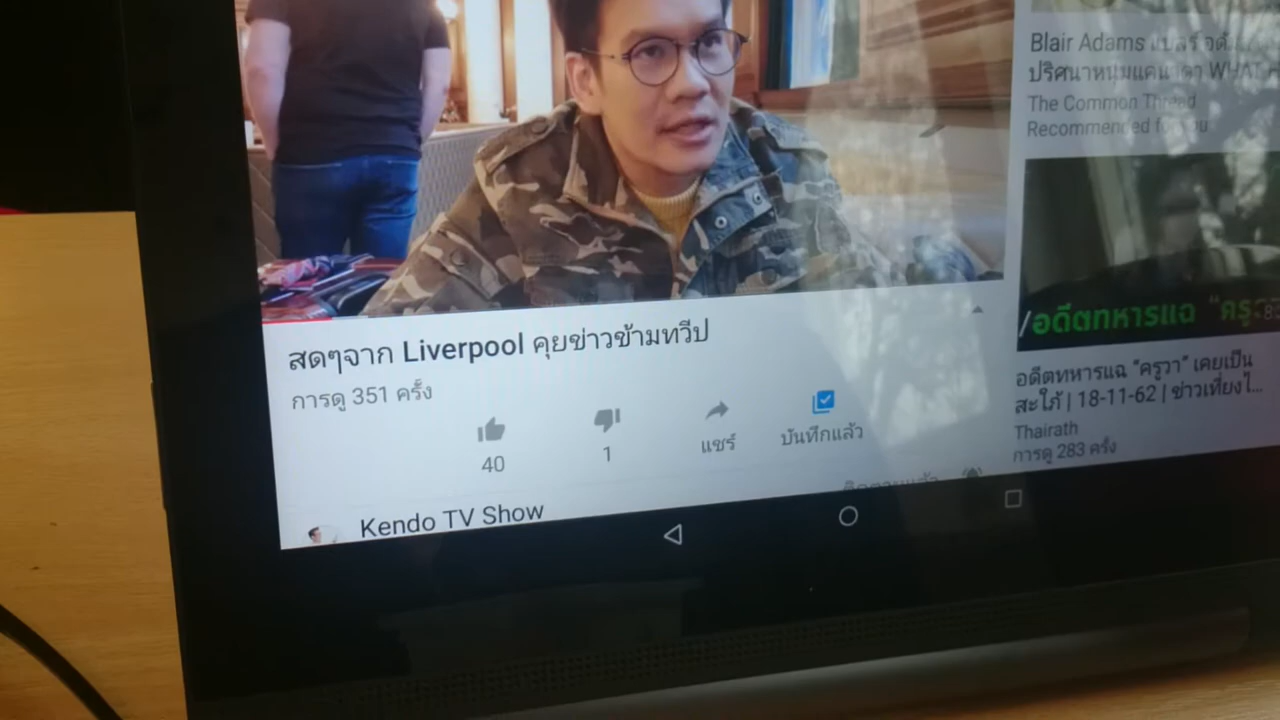 สดๆจาก Liverpool คุยข่าวข้ามทวีป
การดู 351 ครั้ง
40
1
แชร์
บันทึกแล้ว
Kendo TV Show
Blair Adams
ปริศนาหนุ่มแคนาดา WHAT
The Common Thread
Recommended for you
/อดีตทหารแฉ “ครู
อดีตทหารแฉ “ครูวา” เคยเป็น
สะใภ้ | 18-11-62 | ข่าวเที่ยงไ...
Thairath
การดู 283 ครั้ง